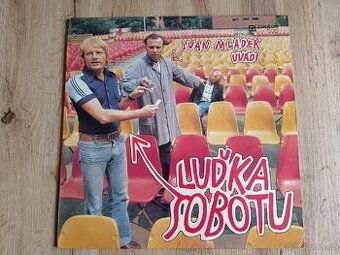 IVAN MLÁDEK
UVÁDÍ
LUĎKA
SOBOTU